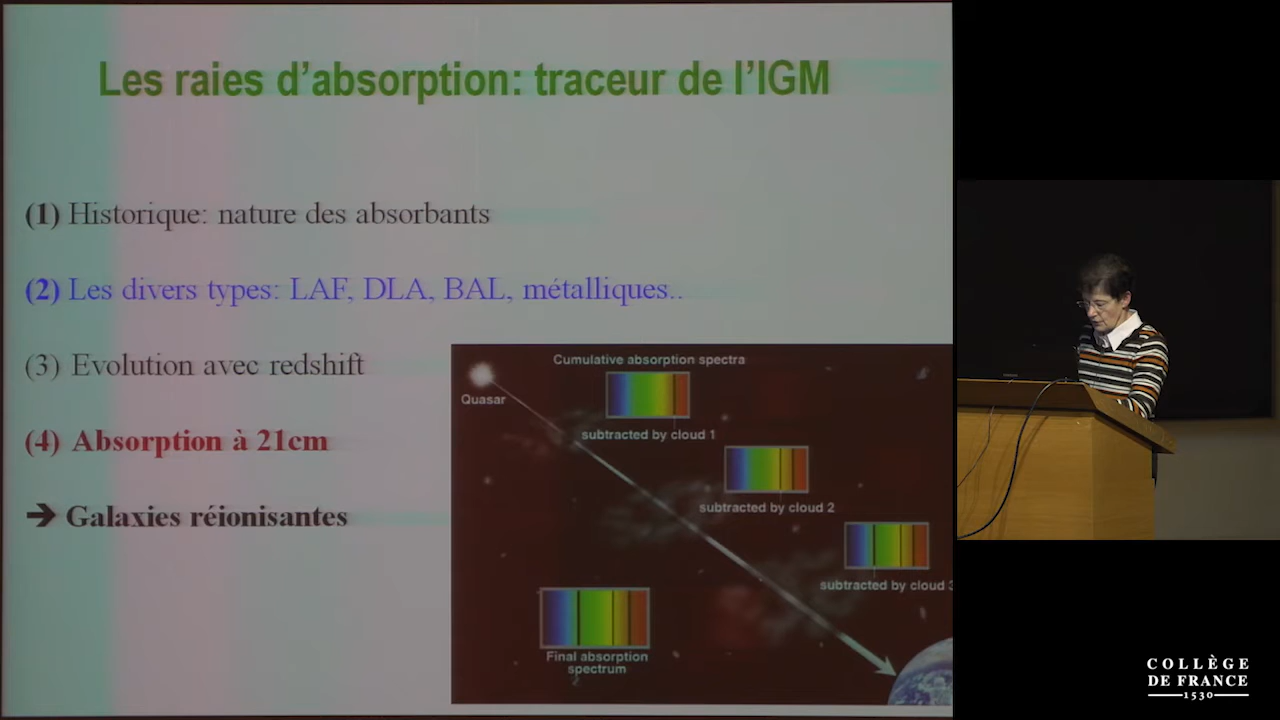 Les raies d’absorption: traceur de l’IGM
(1) Historique: nature des absorbants
(2) Les divers types: LAF, DLA, BAL, métalliques..
(3) Evolution avec redshift
(4) Absorption à 21cm
➔ Galaxies réionisantes
Cumulative absorption spectra
Quasar
subtracted by cloud 1
subtracted by cloud 2
subtracted by cloud 3
Final absorption
spectrum
COLLÈGE
DE FRANCE
1530